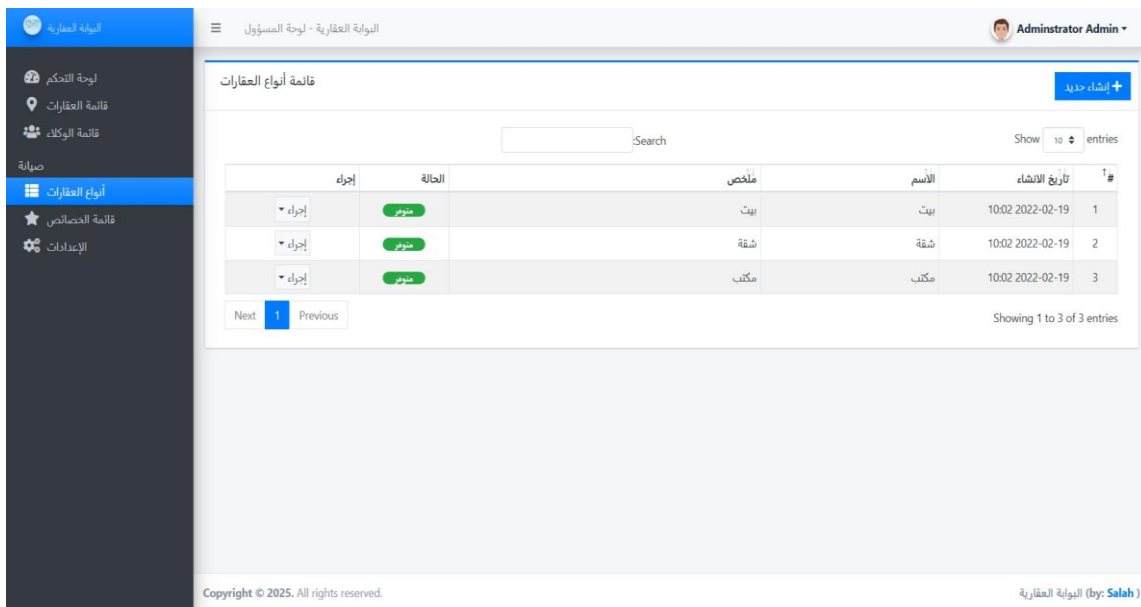 البوابة العقارية
البوابة العقارية - لوحة المسؤول
Adminstrator Admin
لوحة التحكم
قائمة العقارات
قائمة الوكلاء
صيانة
أنواع العقارات
قائمة الخصائص
الإعدادات
قائمة أنواع العقارات
+ إنشاء جديد
Show 10 entries
Search:
# تاريخ الانشاء الأسم ملخص الحالة إجراء
1 2022-02-19 10:02 بيت بيت متوفر إجراء
2 2022-02-19 10:02 شقة شقة متوفر إجراء
3 2022-02-19 10:02 مكتب مكتب متوفر إجراء
Showing 1 to 3 of 3 entries
Previous 1 Next
Copyright © 2025. All rights reserved.
البوابة العقارية (by: Salah )